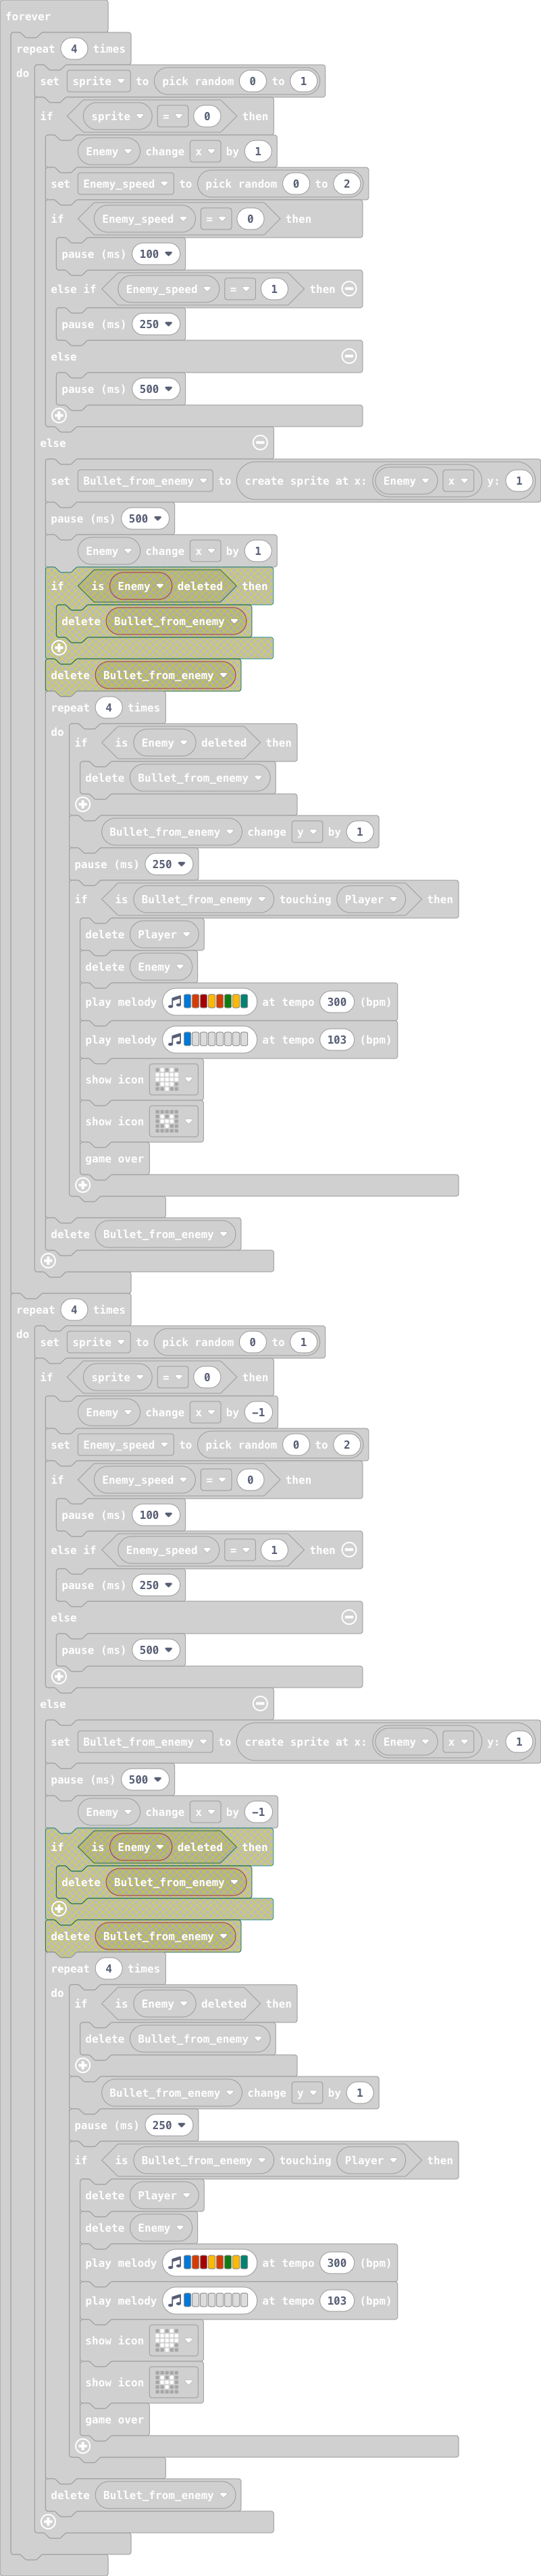 forever
repeat 4 times
do set sprite to pick random 0 to 1
if sprite = 0 then
Enemy change x by 1
set Enemy_speed to pick random 0 to 2
if Enemy_speed = 0 then
pause (ms) 100
else if Enemy_speed = 1 then
pause (ms) 250
else
pause (ms) 500
else
set Bullet_from_enemy to create sprite at x: Enemy x y: 1
pause (ms) 500
Enemy change x by 1
if is Enemy deleted then
delete Bullet_from_enemy
delete Bullet_from_enemy
repeat 4 times
do if is Enemy deleted then
delete Bullet_from_enemy
Bullet_from_enemy change y by 1
pause (ms) 250
if is Bullet_from_enemy touching Player then
delete Player
delete Enemy
play melody at tempo 300 (bpm)
play melody at tempo 103 (bpm)
show icon
show icon
game over
delete Bullet_from_enemy
repeat 4 times
do set sprite to pick random 0 to 1
if sprite = 0 then
Enemy change x by -1
set Enemy_speed to pick random 0 to 2
if Enemy_speed = 0 then
pause (ms) 100
else if Enemy_speed = 1 then
pause (ms) 250
else
pause (ms) 500
else
set Bullet_from_enemy to create sprite at x: Enemy x y: 1
pause (ms) 500
Enemy change x by -1
if is Enemy deleted then
delete Bullet_from_enemy
delete Bullet_from_enemy
repeat 4 times
do if is Enemy deleted then
delete Bullet_from_enemy
Bullet_from_enemy change y by 1
pause (ms) 250
if is Bullet_from_enemy touching Player then
delete Player
delete Enemy
play melody at tempo 300 (bpm)
play melody at tempo 103 (bpm)
show icon
show icon
game over
delete Bullet_from_enemy